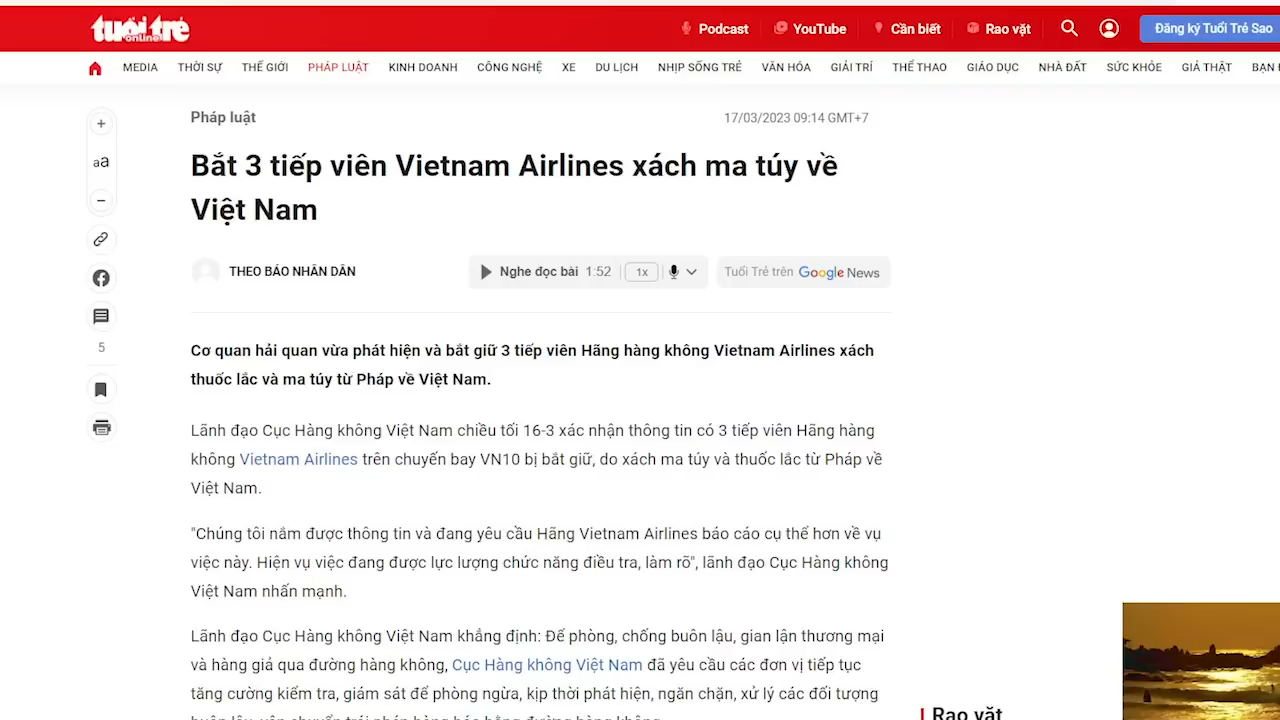 tuổi trẻ
online
Podcast YouTube Cần biết Rao vặt Đăng ký Tuổi Trẻ Sao
MEDIA THỜI SỰ THẾ GIỚI PHÁP LUẬT KINH DOANH CÔNG NGHỆ XE DU LỊCH NHỊP SỐNG TRẺ VĂN HÓA GIẢI TRÍ THỂ THAO GIÁO DỤC NHÀ ĐẤT SỨC KHỎE GIẢ THẬT BẠN
+
aa
−
5
Pháp luật 17/03/2023 09:14 GMT+7
Bắt 3 tiếp viên Vietnam Airlines xách ma túy về
Việt Nam
THEO BÁO NHÂN DÂN Nghe đọc bài 1:52 1x Tuổi Trẻ trên Google News
Cơ quan hải quan vừa phát hiện và bắt giữ 3 tiếp viên Hãng hàng không Vietnam Airlines xách
thuốc lắc và ma túy từ Pháp về Việt Nam.
Lãnh đạo Cục Hàng không Việt Nam chiều tối 16-3 xác nhận thông tin có 3 tiếp viên Hãng hàng
không Vietnam Airlines trên chuyến bay VN10 bị bắt giữ, do xách ma túy và thuốc lắc từ Pháp về
Việt Nam.
"Chúng tôi nắm được thông tin và đang yêu cầu Hãng Vietnam Airlines báo cáo cụ thể hơn về vụ
việc này. Hiện vụ việc đang được lực lượng chức năng điều tra, làm rõ", lãnh đạo Cục Hàng không
Việt Nam nhấn mạnh.
Lãnh đạo Cục Hàng không Việt Nam khẳng định: Để phòng, chống buôn lậu, gian lận thương mại
và hàng giả qua đường hàng không, Cục Hàng không Việt Nam đã yêu cầu các đơn vị tiếp tục
tăng cường kiểm tra, giám sát để phòng ngừa, kịp thời phát hiện, ngăn chặn, xử lý các đối tượng
Rao vặt